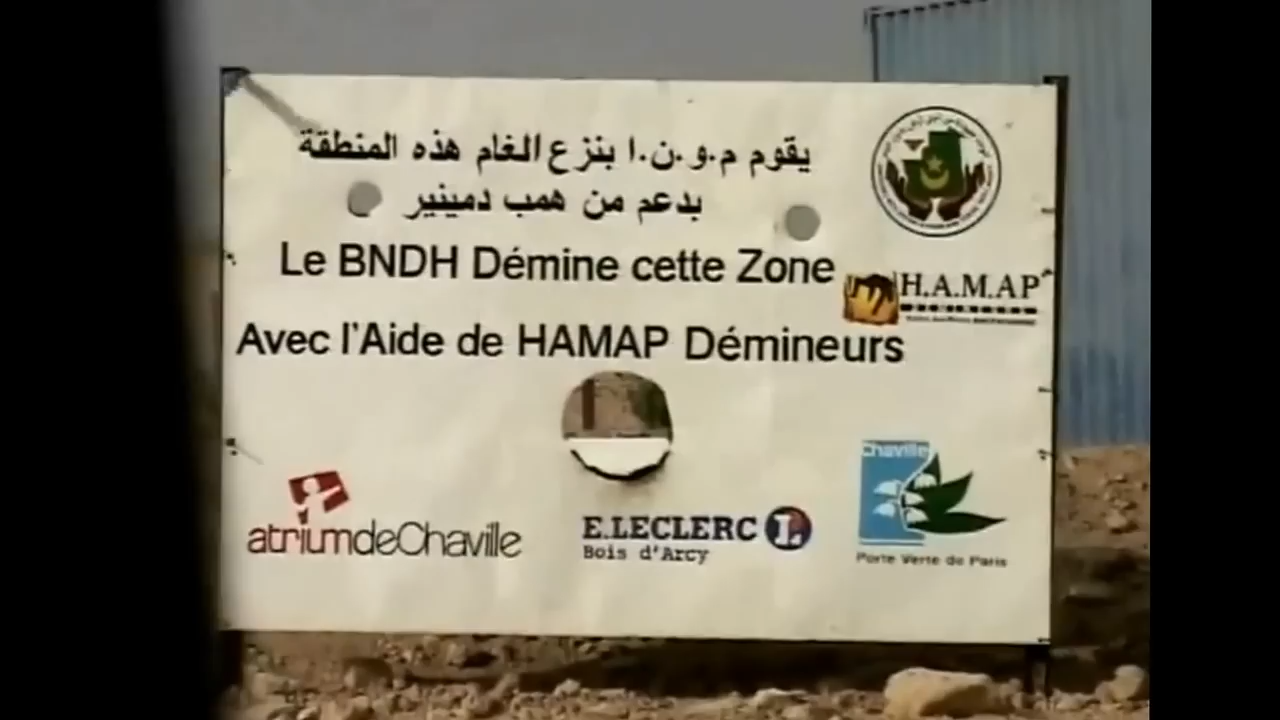 يقوم م.و.ن.ا بنزع الغام هذه المنطقة
بدعم من همب دمينير
Le BNDH Démine cette Zone
H.A.M.A.P
Avec l'Aide de HAMAP Démineurs
atriumdeChaville
E.LECLERC L
Bois d'Arcy
Chaville
Porte Verte de Paris